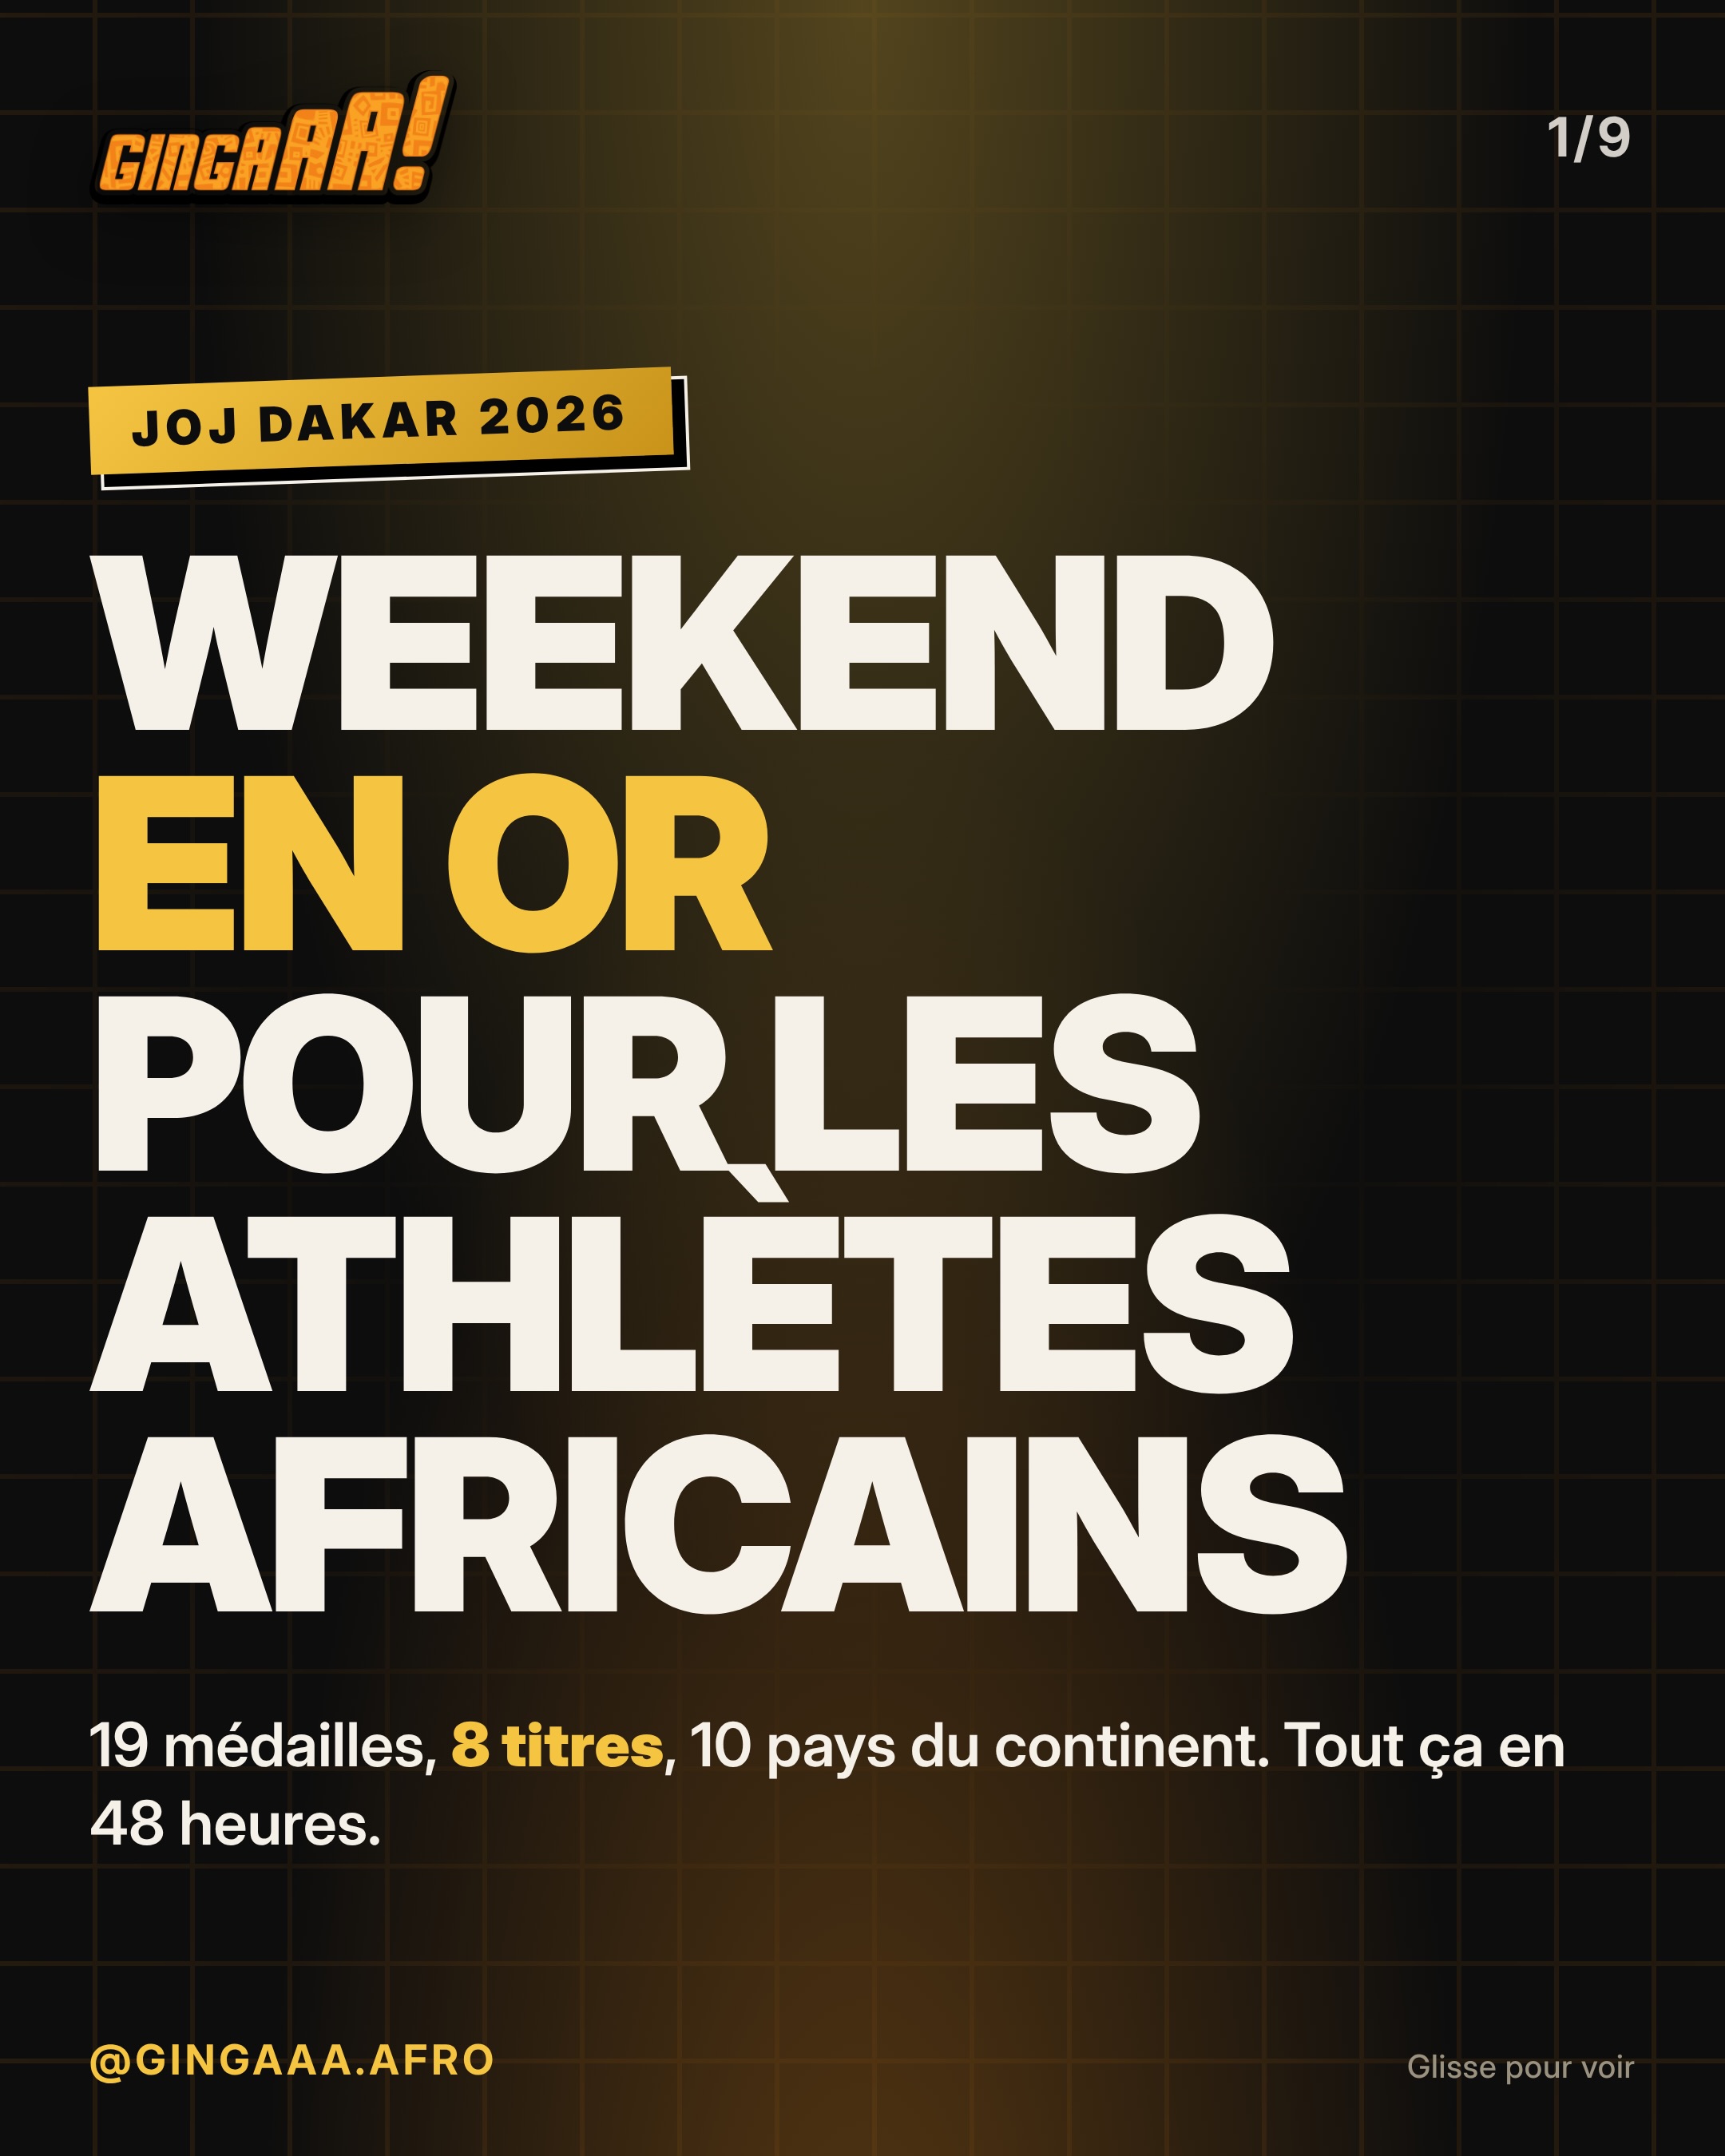 GINGAAA!
1/9
JOJ DAKAR 2026
WEEKEND
EN OR
POUR LES
ATHLÈTES
AFRICAINS
19 médailles, 8 titres, 10 pays du continent. Tout ça en
48 heures.
@GINGAAA.AFRO
Glisse pour voir